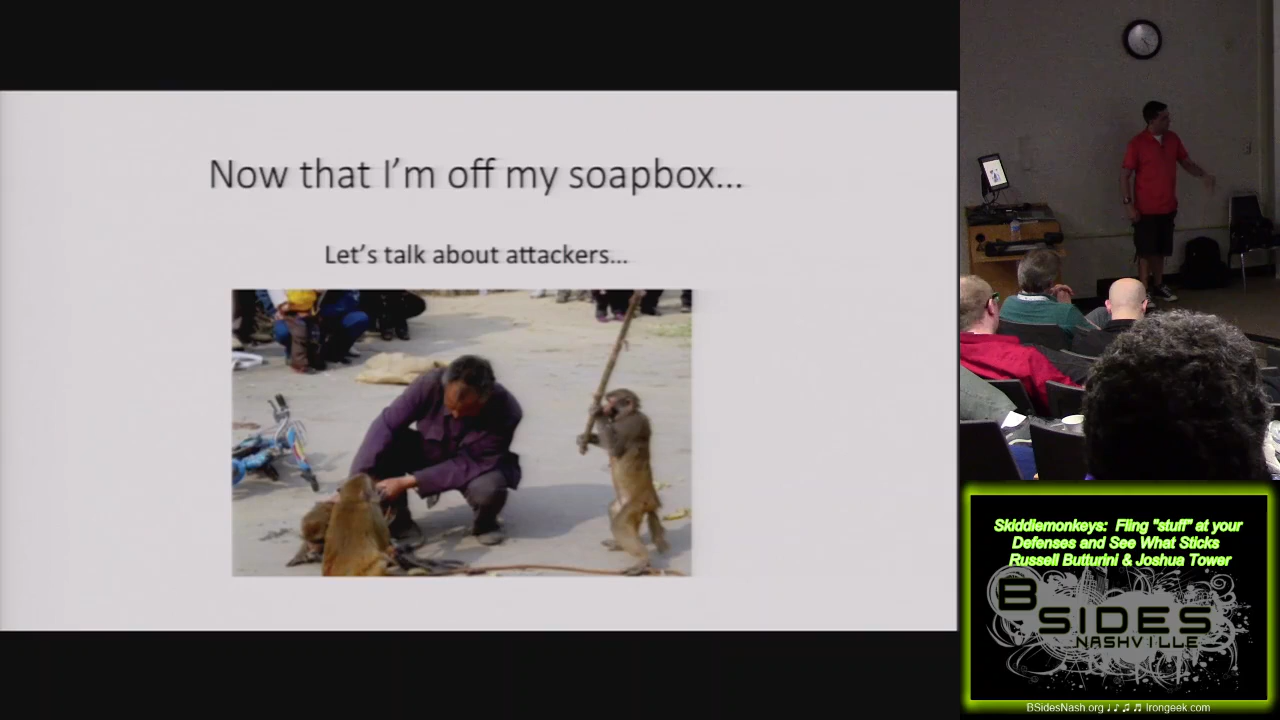 Now that I'm off my soapbox...
Let's talk about attackers...
Skiddiemonkeys: Fling "stuff" at your
Defenses and See What Sticks
Russell Butturini & Joshua Tower
BSIDES
NASHVILLE
BSidesNash.org ♩ ♪ ♫ ♬ Irongeek.com